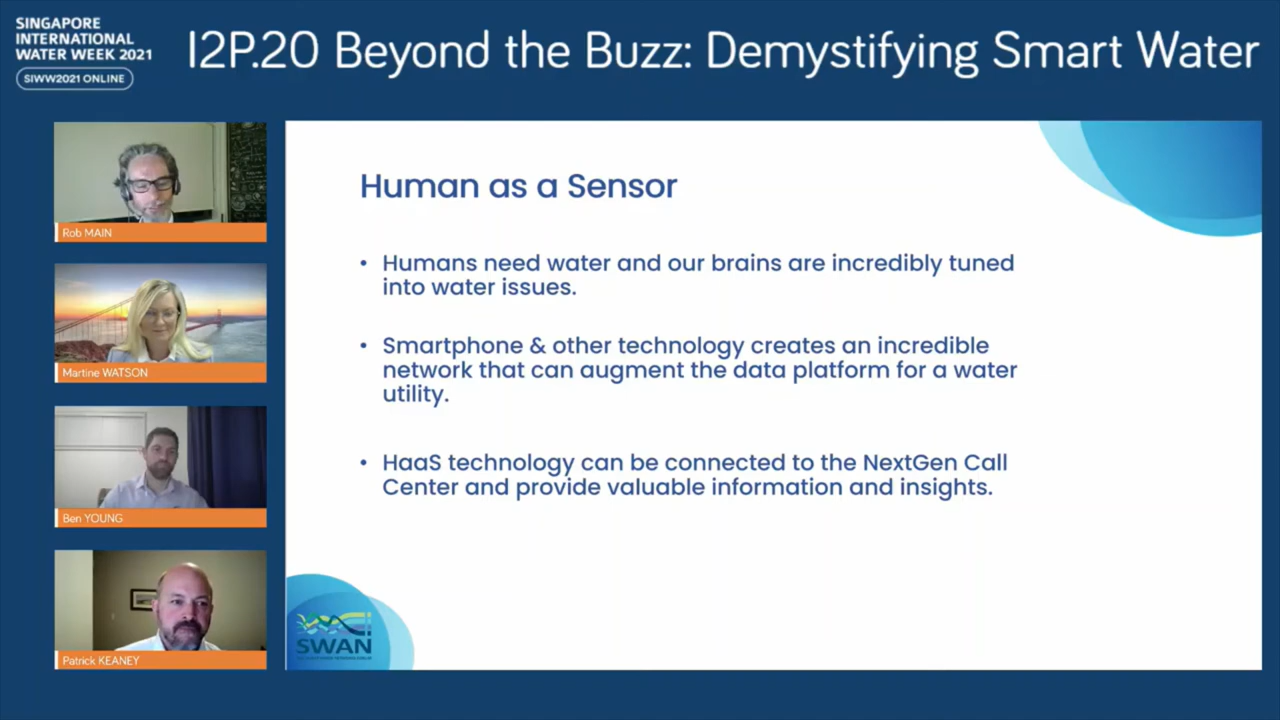 SINGAPORE
INTERNATIONAL
WATER WEEK 2021
SIWW2021 ONLINE
I2P.20 Beyond the Buzz: Demystifying Smart Water
Rob MAIN
Martine WATSON
Ben YOUNG
Patrick KEANEY
Human as a Sensor
• Humans need water and our brains are incredibly tuned
into water issues.
• Smartphone & other technology creates an incredible
network that can augment the data platform for a water
utility.
• HaaS technology can be connected to the NextGen Call
Center and provide valuable information and insights.
SWAN